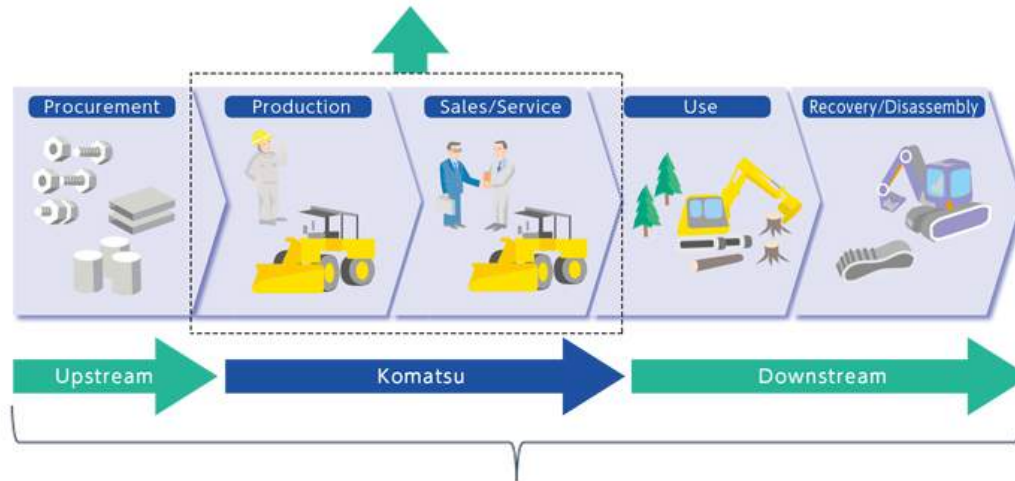 Procurement
Production
Sales/Service
Use
Recovery/Disassembly
Upstream
Komatsu
Downstream